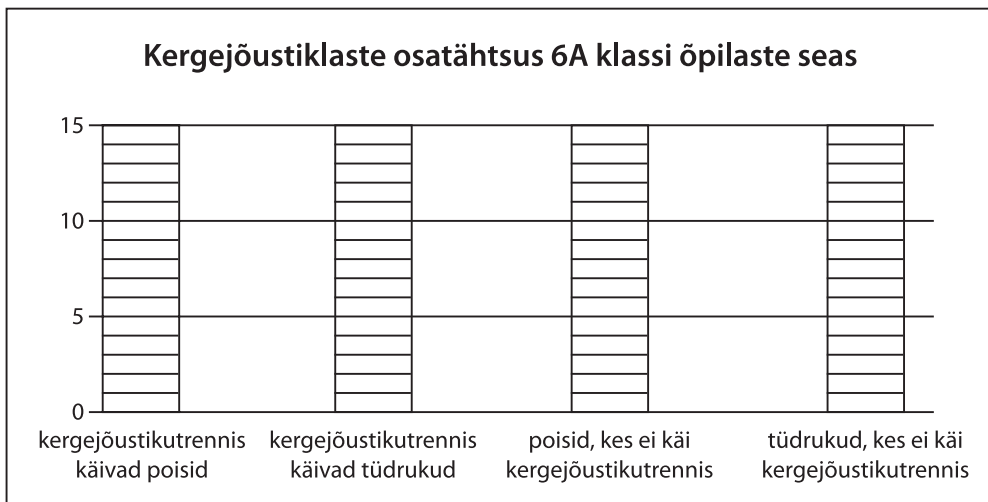 Kergejõustiklaste osatähtsus 6A klassi õpilaste seas
15
10
5
0
kergejõustikutrennis
käivad poisid
kergejõustikutrennis
käivad tüdrukud
poisid, kes ei käi
kergejõustikutrennis
tüdrukud, kes ei käi
kergejõustikutrennis